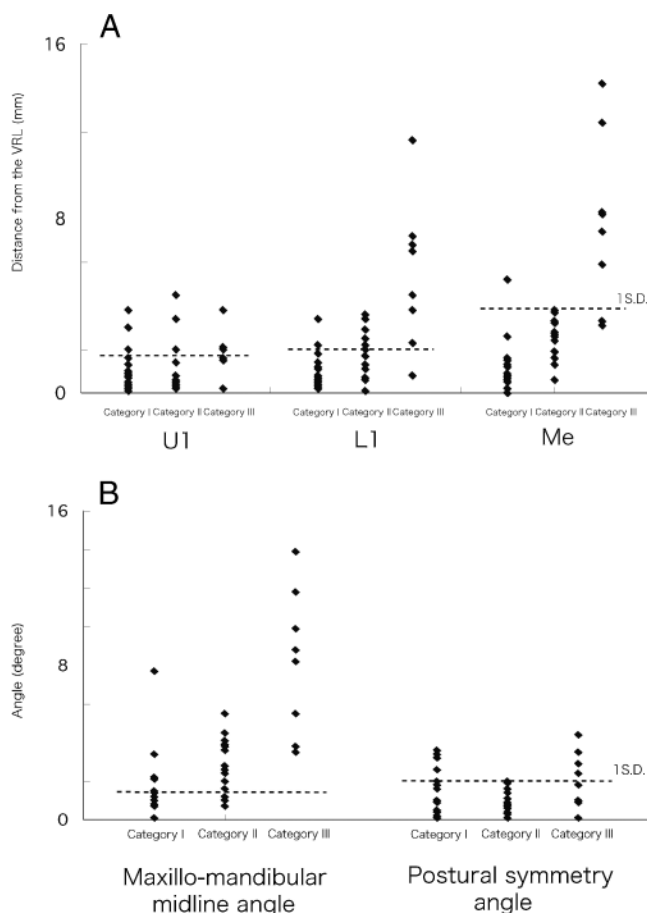 A
16
Distance from the VRL (mm)
8
1S.D.
0
Category I Category II Category III Category I Category II Category III Category I Category II Category III
U1 L1 Me
B
16
Angle (degree)
8
1S.D.
0
Category I Category II Category III Category I Category II Category III
Maxillo-mandibular Postural symmetry
midline angle angle